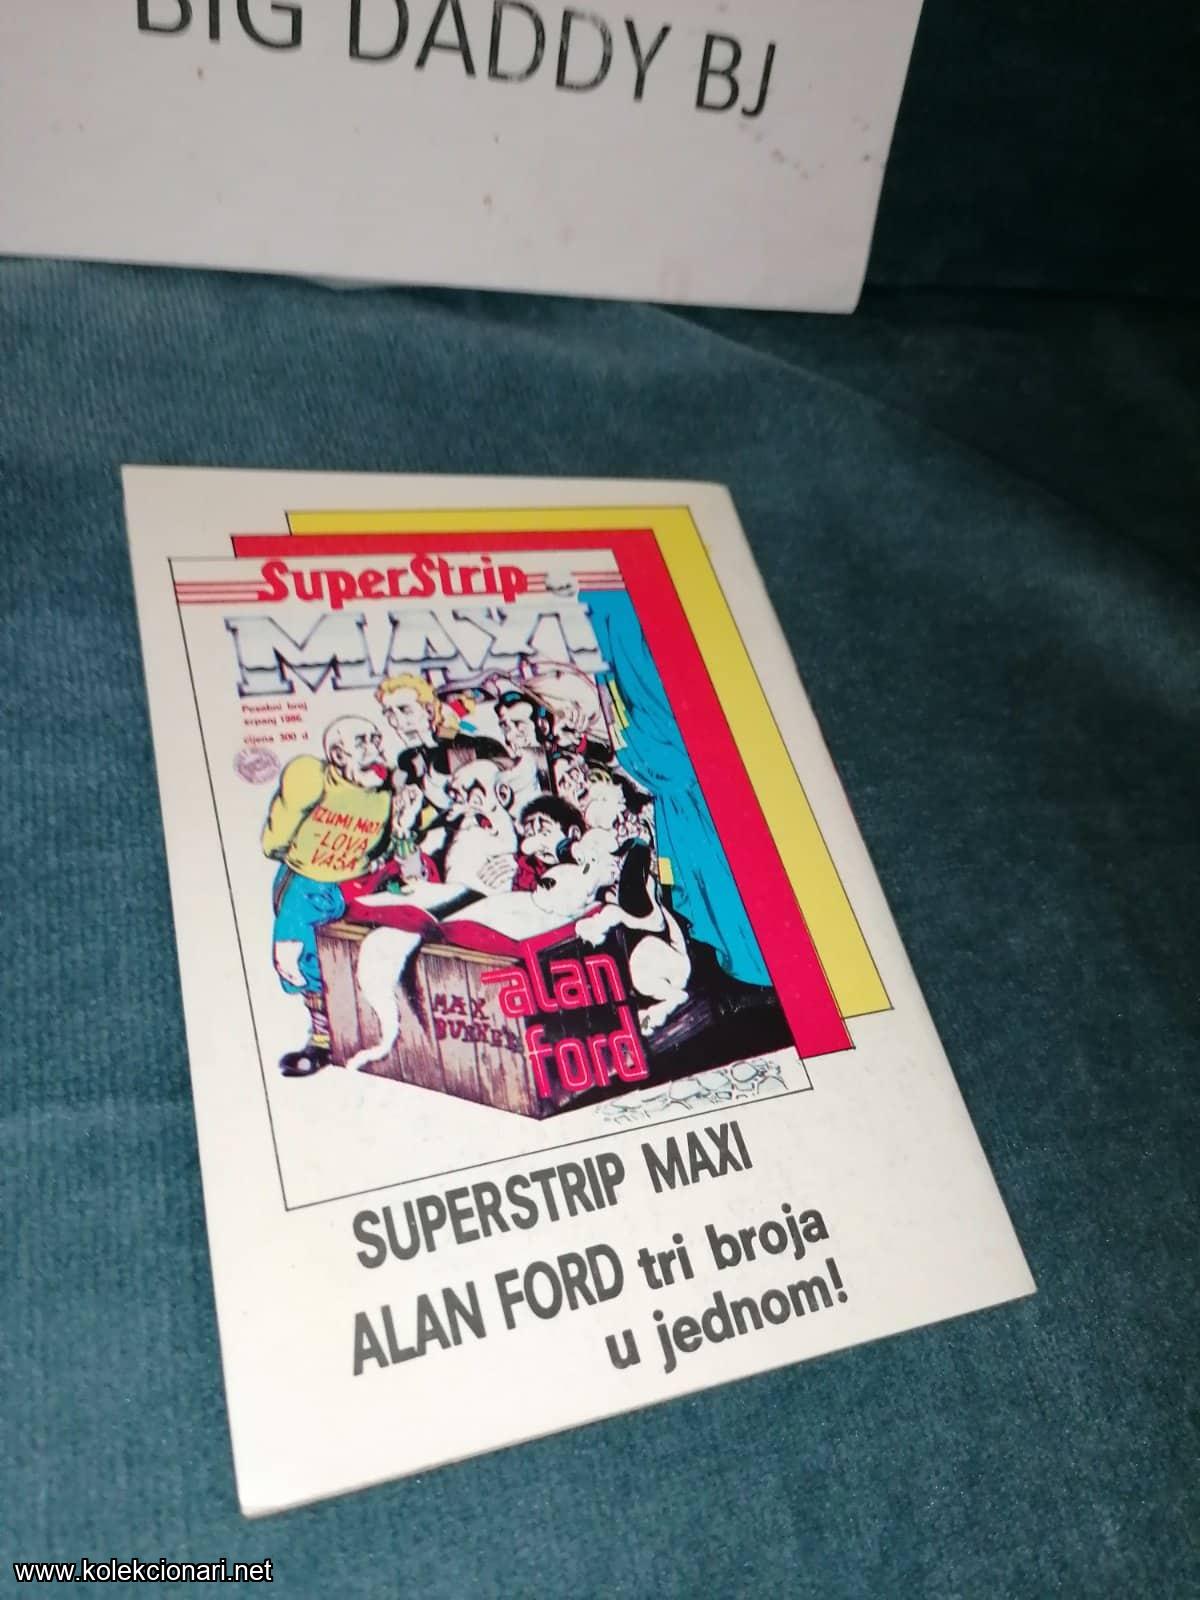 BIG DADDY BJ
SuperStrip
MAXI
Posebni broj
srpanj 1986.
cijena 300 d
IZUMI MOZ
-LOVA
VAŠA
alan
ford
MAX
BUNKER
SUPERSTRIP MAXI
ALAN FORD tri broja
u jednom!
www.kolekcionari.net